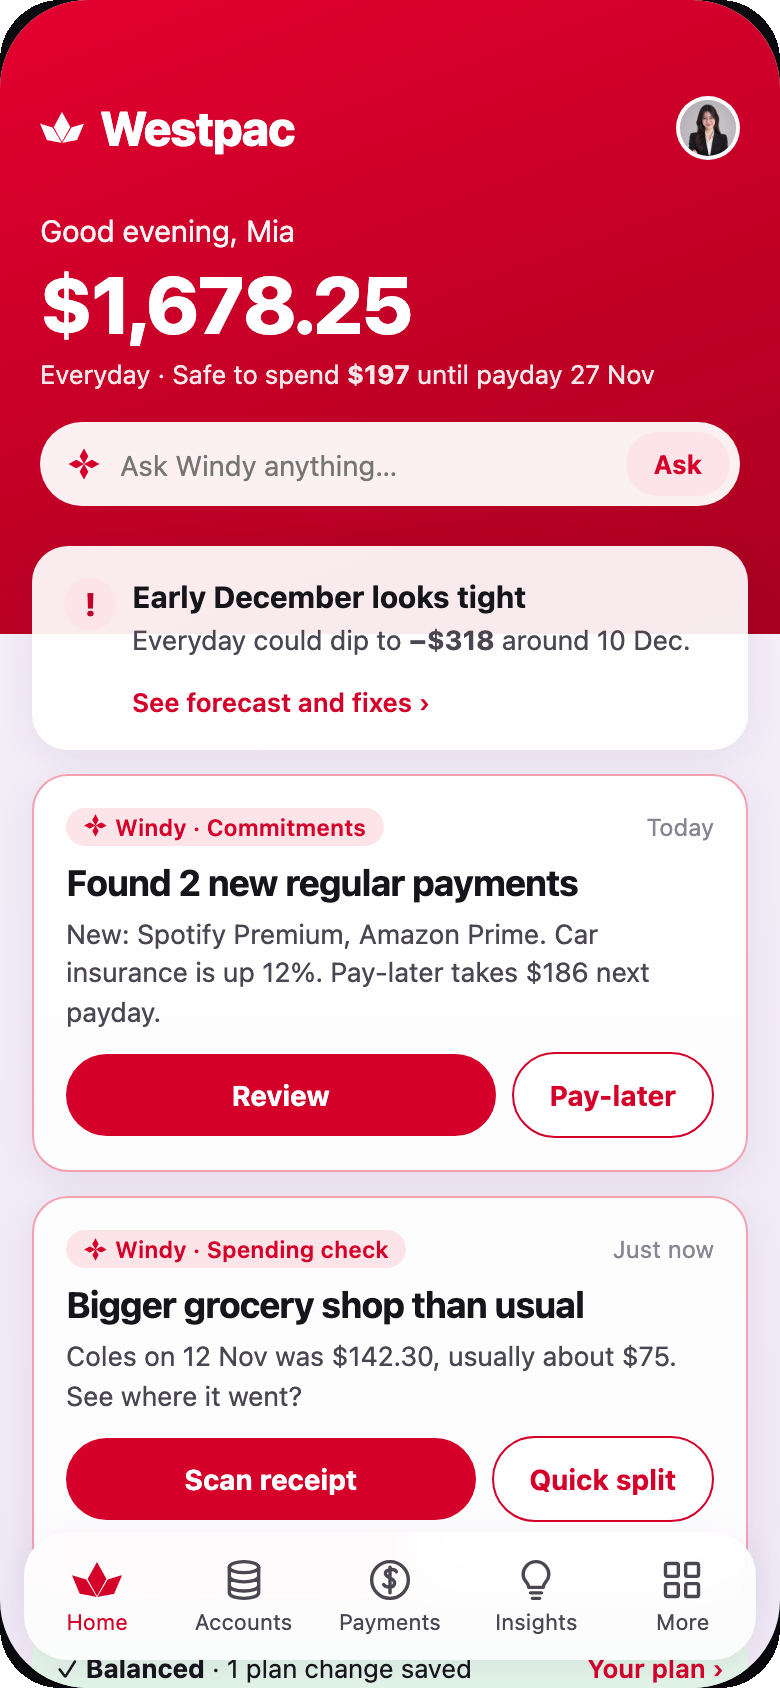 Westpac
Good evening, Mia
$1,678.25
Everyday · Safe to spend $197 until payday 27 Nov
Ask Windy anything...
Ask
!
Early December looks tight
Everyday could dip to −$318 around 10 Dec.
See forecast and fixes ›
Windy · Commitments
Today
Found 2 new regular payments
New: Spotify Premium, Amazon Prime. Car
insurance is up 12%. Pay-later takes $186 next
payday.
Review
Pay-later
Windy · Spending check
Just now
Bigger grocery shop than usual
Coles on 12 Nov was $142.30, usually about $75.
See where it went?
Scan receipt
Quick split
Home
Accounts
Payments
Insights
More
✓ Balanced · 1 plan change saved
Your plan ›